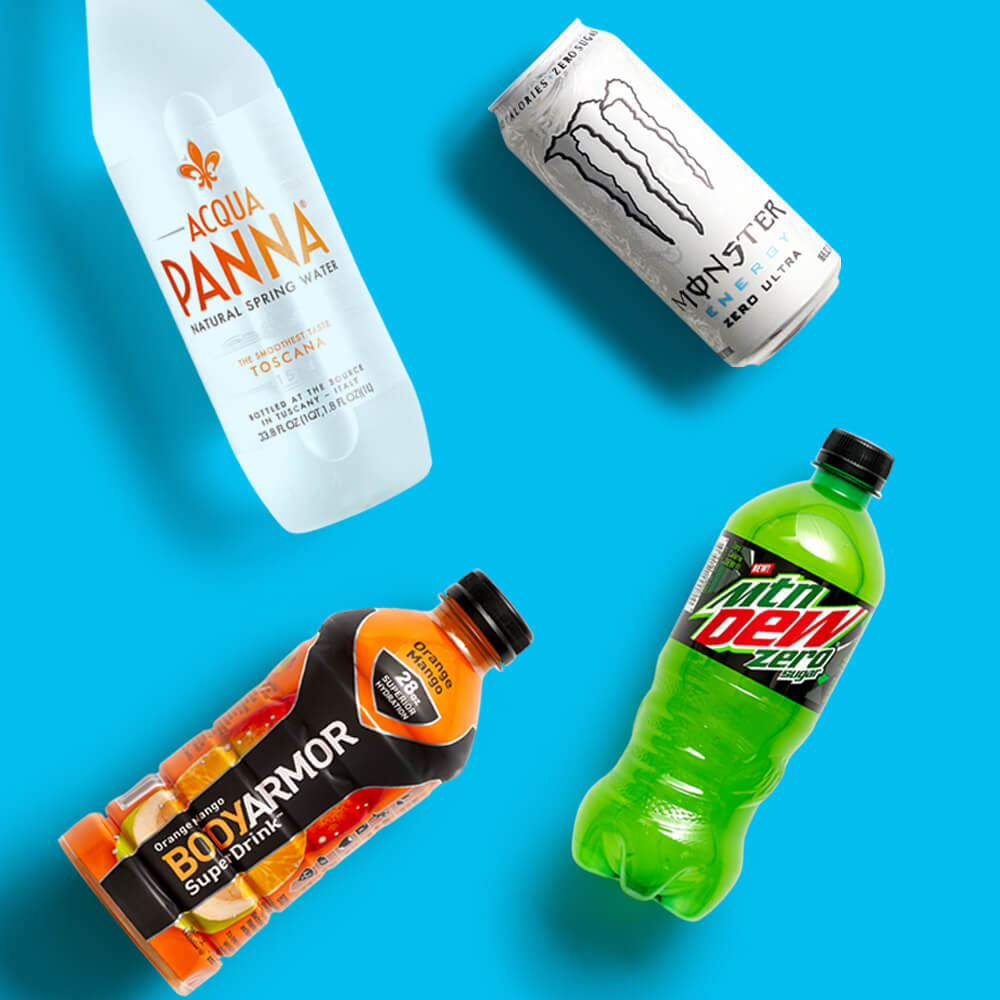 ACQUA
PANNA®
NATURAL SPRING WATER
THE SMOOTHEST TASTE
TOSCANA
BOTTLED AT THE SOURCE
IN TUSCANY – ITALY
33.8 FL OZ (1QT, 1.8 FL OZ)(1L)
CALORIES · ZERO SUGAR
MONSTER
ENERGY
ZERO ULTRA
NEW!
Mtn
DEW
zero
sugar
Orange
Mango
28 oz
SUPERIOR
HYDRATION
Orange Mango
BODYARMOR
SuperDrink